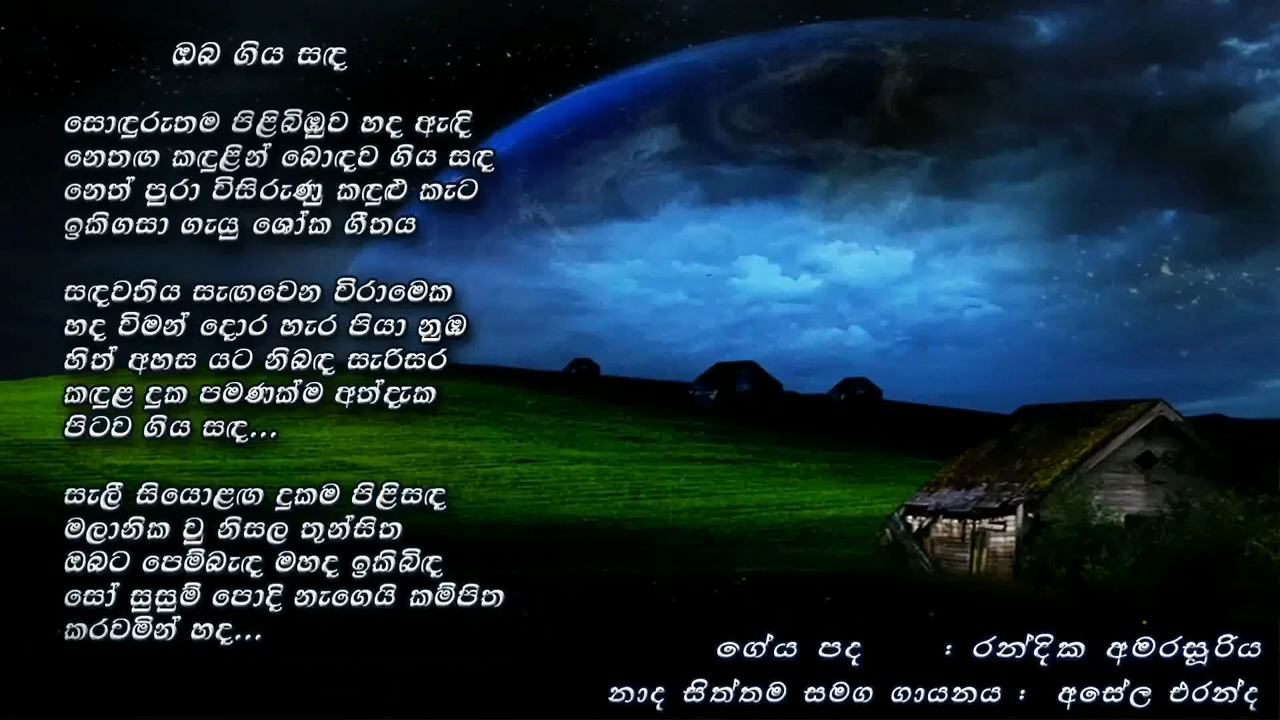 ඔබ ගිය සඳ
සොඳුරුතම පිළිබිඹුව හද ඇඳි
නෙතඟ කඳුළින් බොඳව ගිය සඳ
නෙත් පුරා විසිරුණු කඳුළු කැට
ඉකිගසා ගැයු ශෝක ගීතය
සඳවතිය සැඟවෙන විරාමෙක
හද විමන් දොර හැර පියා නුඹ
හිත් අහස යට නිබඳ සැරිසර
කඳුළ දුක පමණක්ම අත්දැක
පිටව ගිය සඳ...
සැලී සියොළඟ දුකම පිළිසඳ
මලානික වු නිසල තුන්සිත
ඔබට පෙම්බැඳ මහද ඉකිබිඳ
සෝ සුසුම් පොදි නැගෙයි කම්පිත
කරවමින් හද...
ගේය පද : රන්දික අමරසූරිය
නාද සිත්තම සමග ගායනය : අසේල එරන්ද